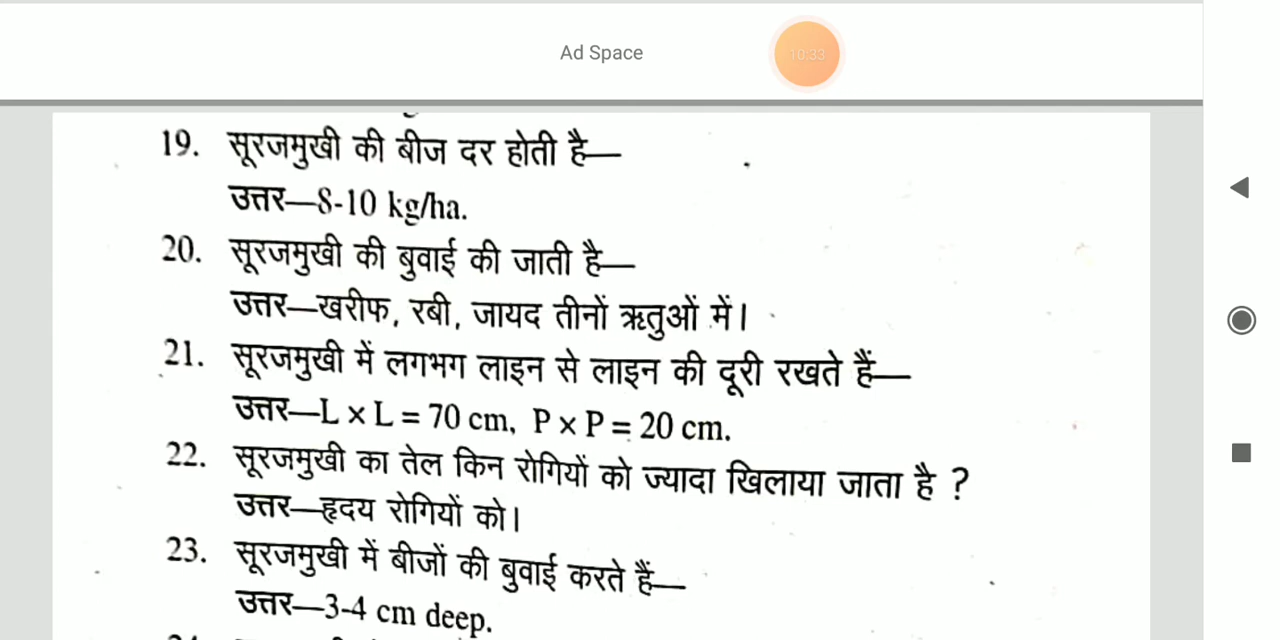 Ad Space
10:33
19. सूरजमुखी की बीज दर होती है—
उत्तर—8-10 kg/ha.
20. सूरजमुखी की बुवाई की जाती है—
उत्तर—खरीफ, रबी, जायद तीनों ऋतुओं में।
21. सूरजमुखी में लगभग लाइन से लाइन की दूरी रखते हैं—
उत्तर—L × L = 70 cm, P × P = 20 cm.
22. सूरजमुखी का तेल किन रोगियों को ज्यादा खिलाया जाता है ?
उत्तर—हृदय रोगियों को।
23. सूरजमुखी में बीजों की बुवाई करते हैं—
उत्तर—3-4 cm deep.